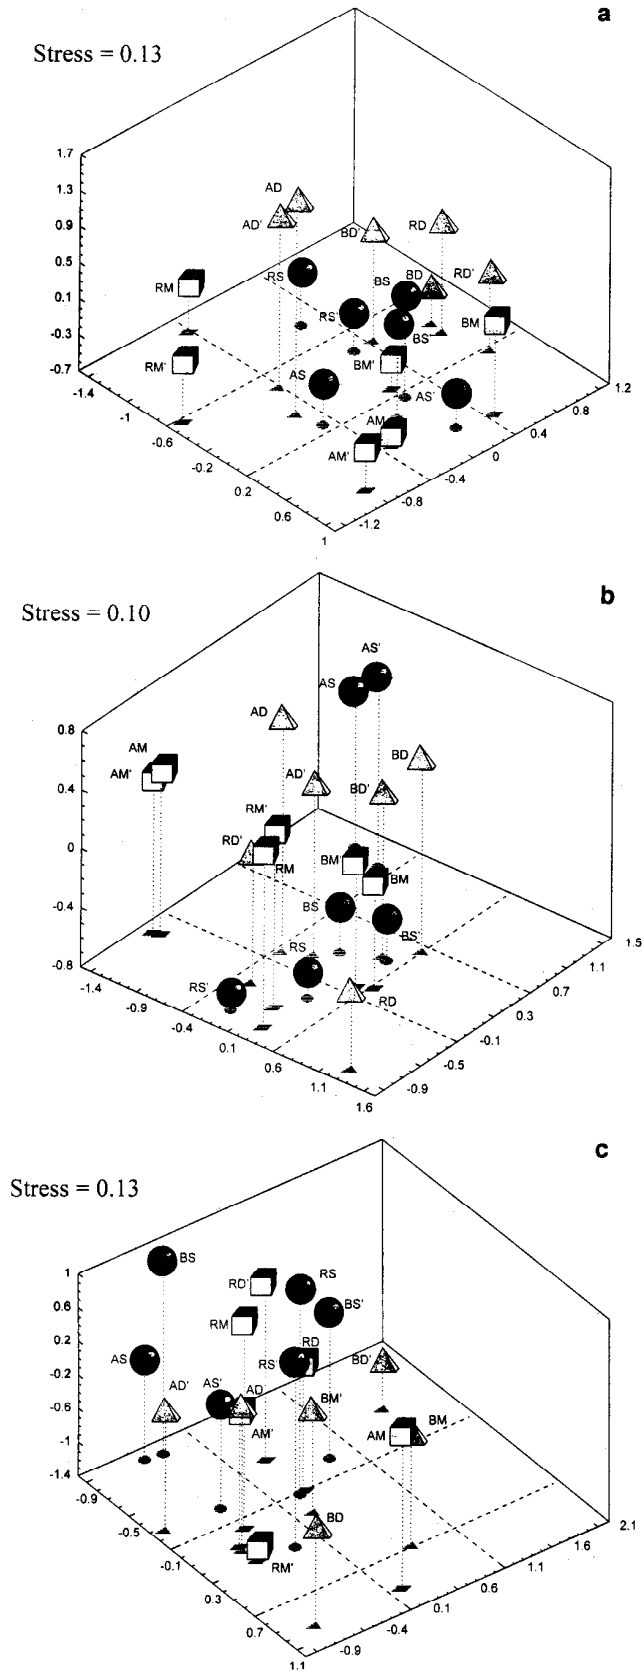 a
Stress = 0.13
1.7
1.3
0.9
0.5
0.1
-0.3
-0.7
AD
AD'
BD'
RD
RS
BS
BD
RD'
RM
RS'
BS'
BM
RM'
BM'
AS
AS'
AM
AM'
-1.4
-1
-0.6
-0.2
0.2
0.6
1
-1.2
-0.8
-0.4
0
0.4
0.8
1.2
b
Stress = 0.10
0.8
0.4
0
-0.4
-0.8
AS'
AS
AD
BD
AM
AM'
AD'
BD'
RM'
RD'
RM
BM'
BM
BS
BS'
RS
RS'
RD
-1.4
-0.9
-0.4
0.1
0.6
1.1
1.6
-0.9
-0.5
-0.1
0.3
0.7
1.1
1.5
c
Stress = 0.13
1
0.6
0.2
-0.2
-0.6
-1
-1.4
BS
RD'
RS
BS'
RM
RD
AS
RS'
BD'
AD'
AS'
AD
BM'
AM'
AM
BM
BD
RM'
-0.9
-0.5
-0.1
0.3
0.7
1.1
-0.9
-0.4
0.1
0.6
1.1
1.6
2.1